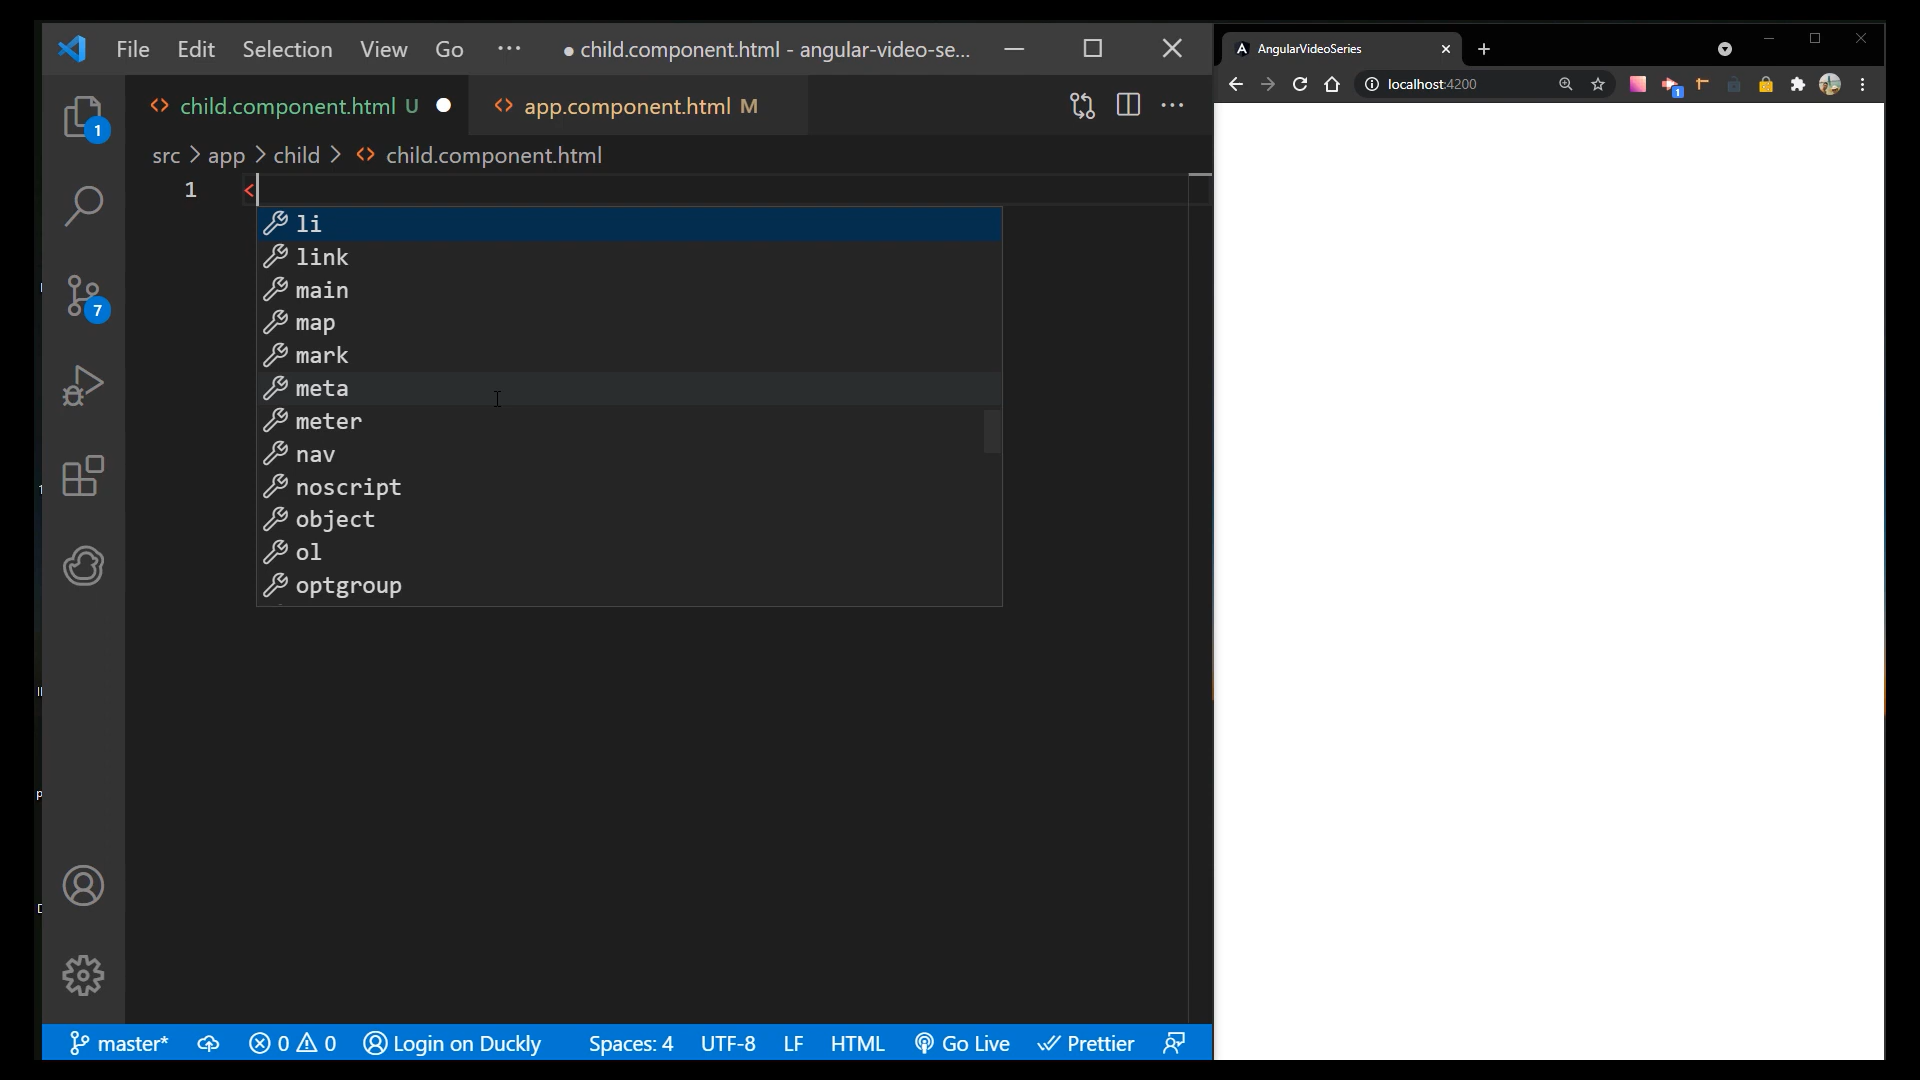 File Edit Selection View Go ··· ● child.component.html - angular-video-se...
AngularVideoSeries
localhost:4200
1
child.component.html U
app.component.html M
1
src > app > child > child.component.html
1 <
li
link
main
map
mark
meta
meter
nav
noscript
object
ol
optgroup
7
master* 0 0 Login on Duckly Spaces: 4 UTF-8 LF HTML Go Live Prettier